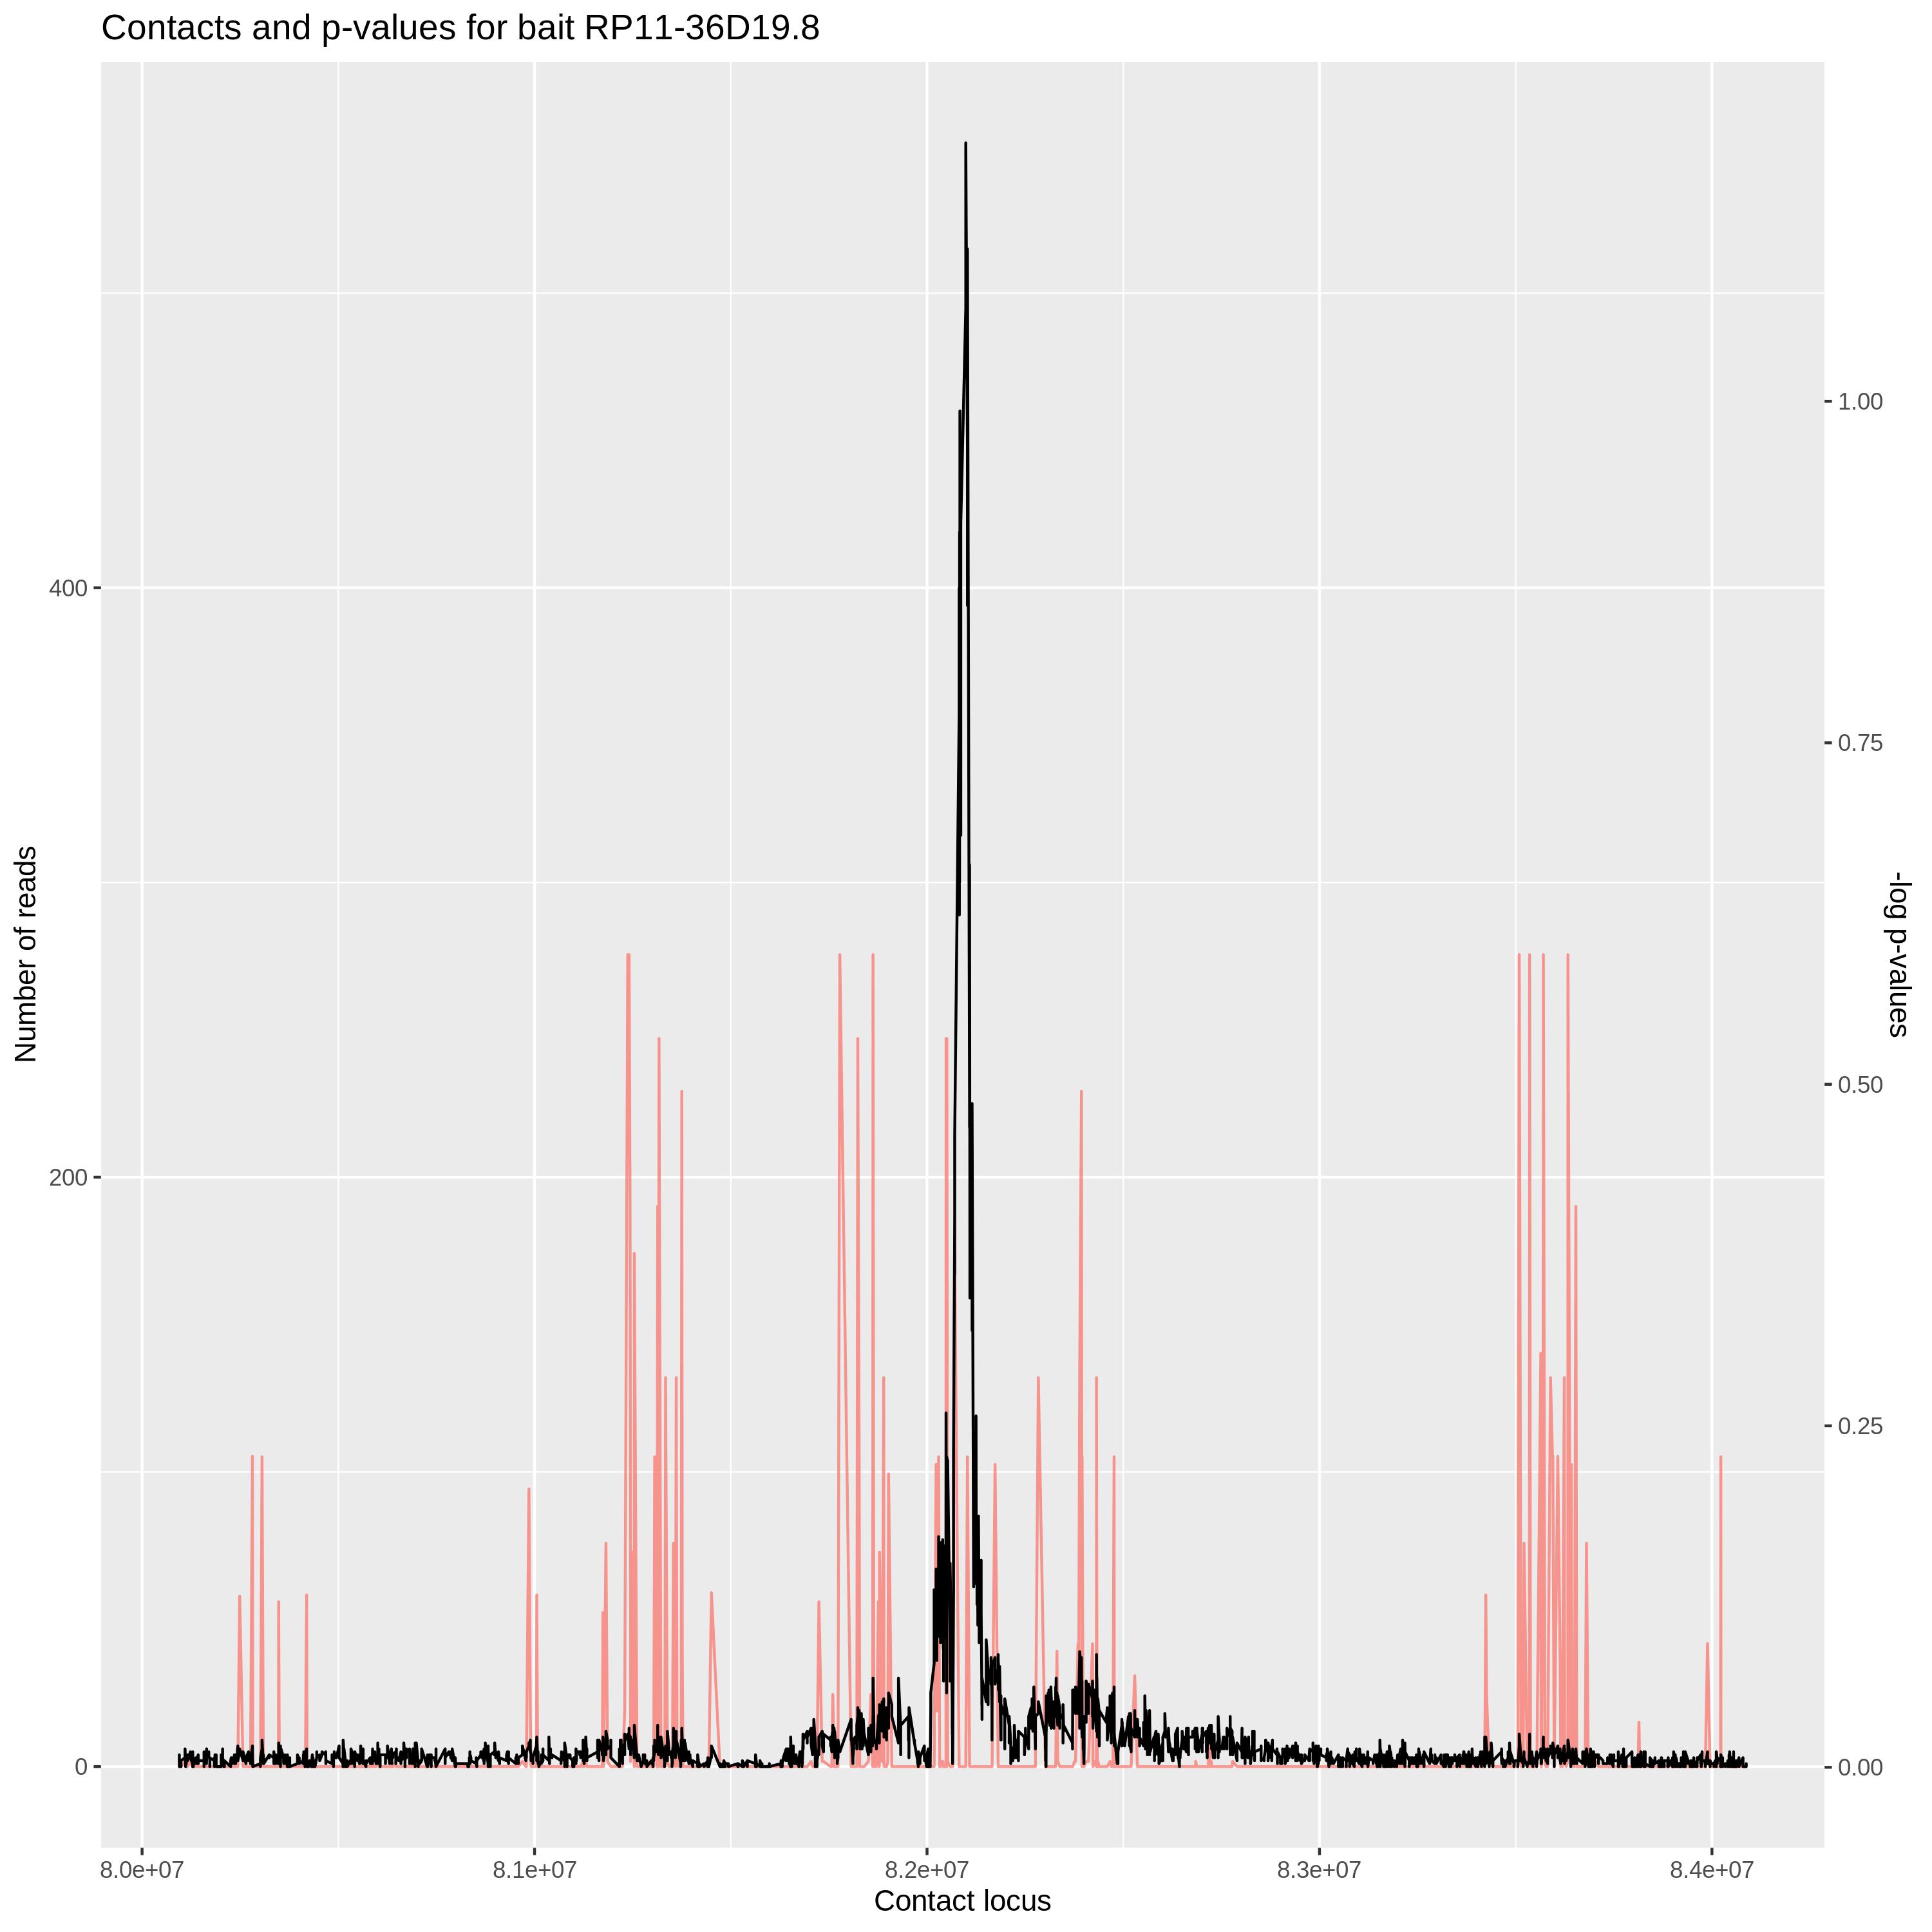 Contacts and p-values for bait RP11-36D19.8
Number of reads
400
200
0
1.00
0.75
0.50
0.25
0.00
-log p-values
8.0e+07
8.1e+07
8.2e+07
8.3e+07
8.4e+07
Contact locus